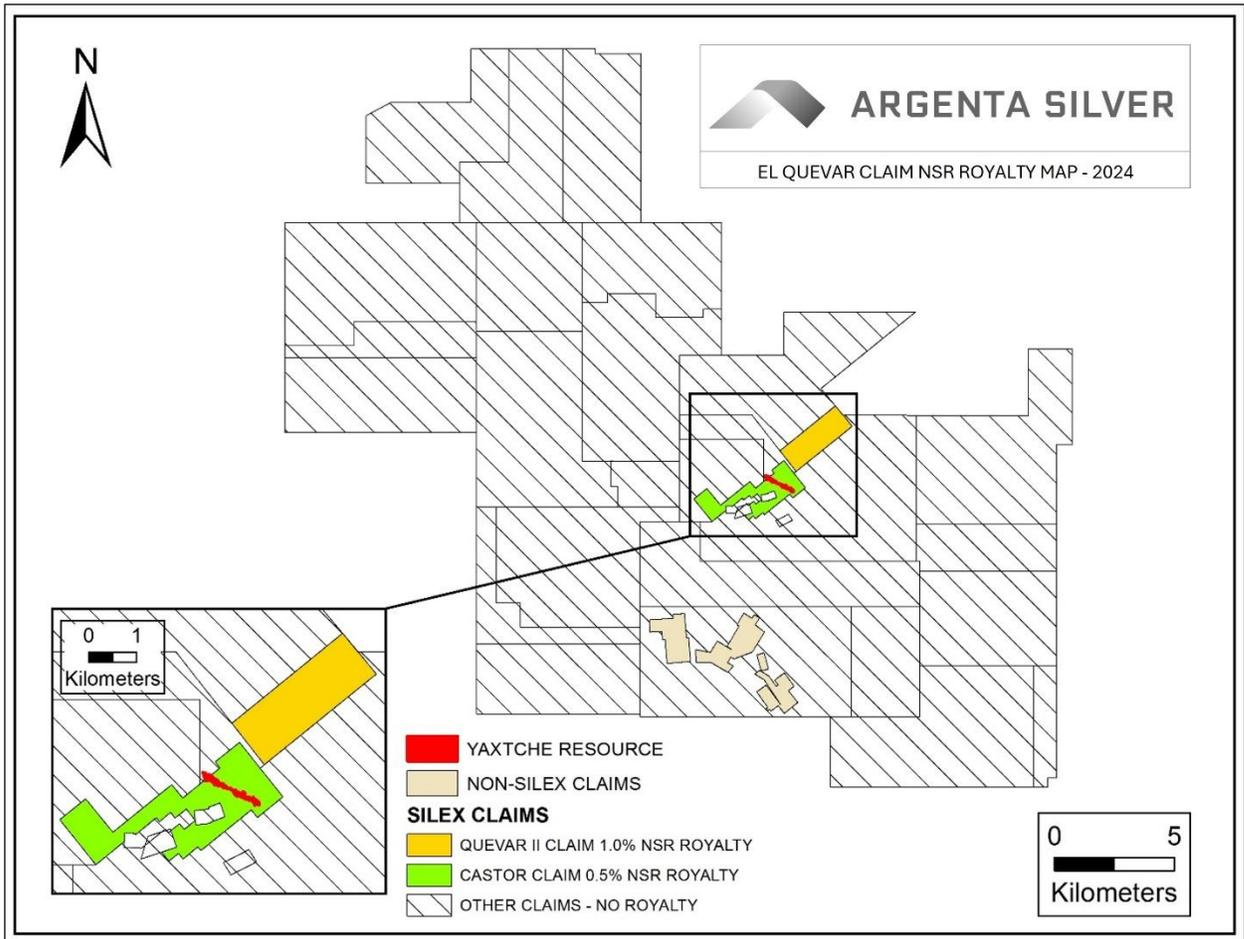 N
ARGENTA SILVER
EL QUEVAR CLAIM NSR ROYALTY MAP - 2024
0 1
Kilometers
YAXTCHE RESOURCE
NON-SILEX CLAIMS
SILEX CLAIMS
QUEVAR II CLAIM 1.0% NSR ROYALTY
CASTOR CLAIM 0.5% NSR ROYALTY
OTHER CLAIMS - NO ROYALTY
0 5
Kilometers